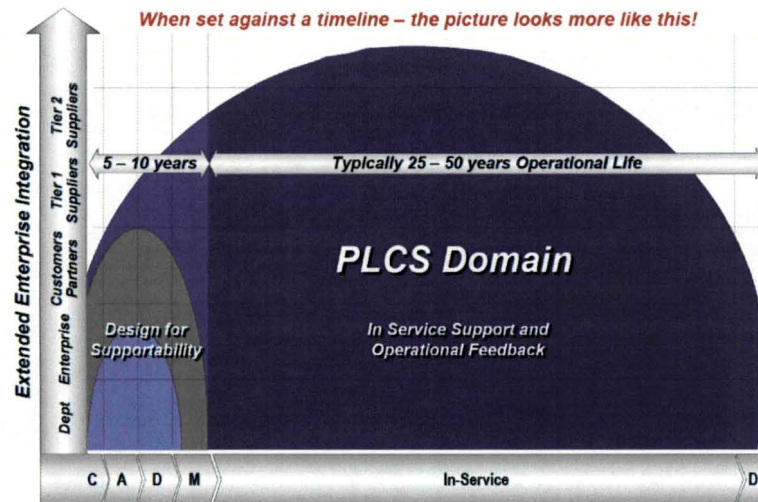 When set against a timeline – the picture looks more like this!
Extended Enterprise Integration
Tier 2
Suppliers
Tier 1
Suppliers
Customers
Partners
Enterprise
Dept
5 – 10 years
Typically 25 – 50 years Operational Life
PLCS Domain
Design for
Supportability
In Service Support and
Operational Feedback
C A D M In-Service D